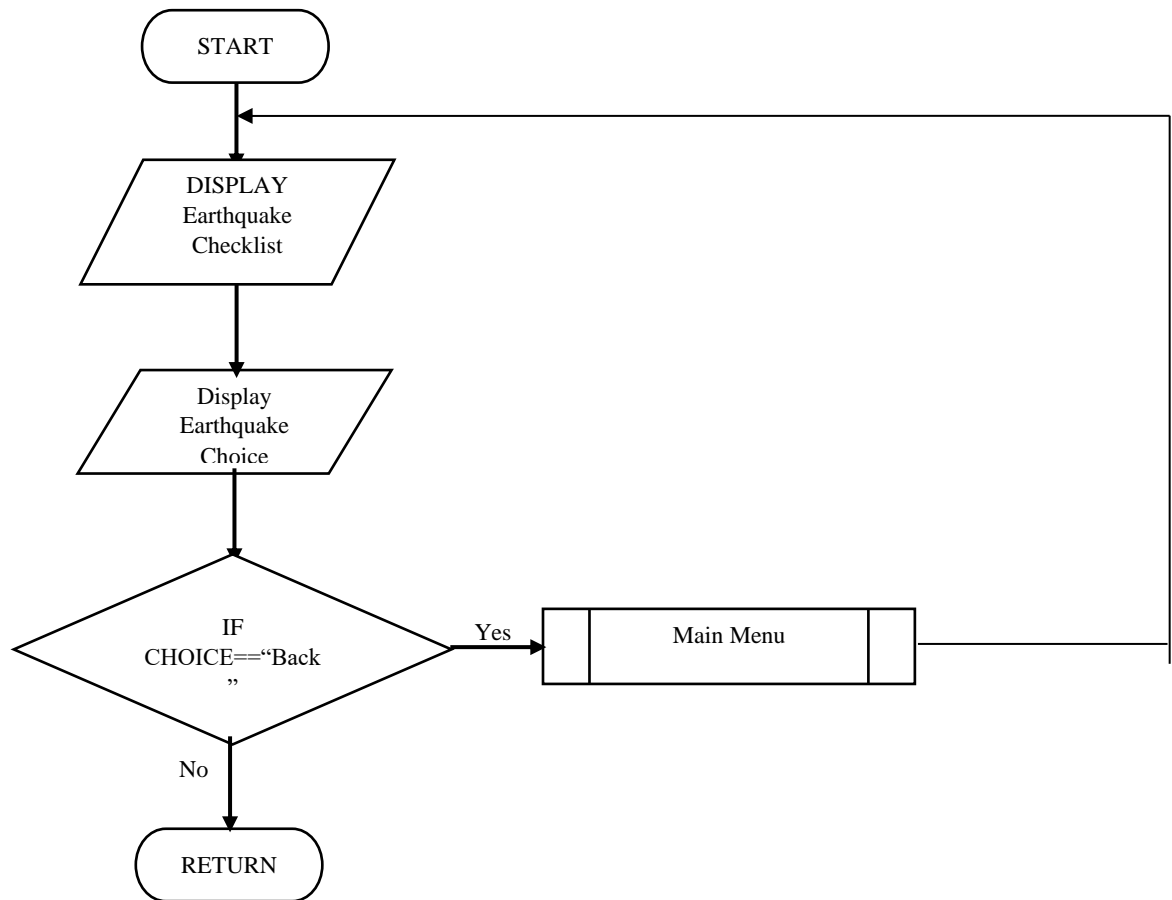 START
DISPLAY
Earthquake
Checklist
Display
Earthquake
Choice
IF
CHOICE==“Back
”
Yes
Main Menu
No
RETURN